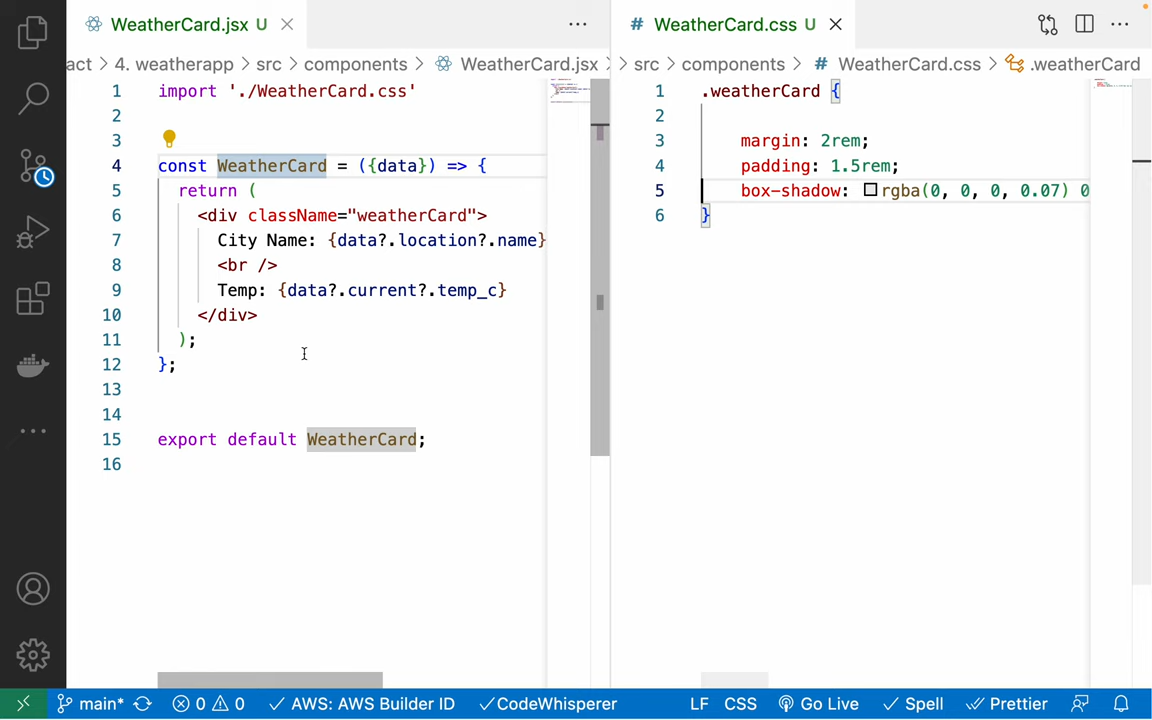 WeatherCard.jsx U
WeatherCard.css U
act > 4. weatherapp > src > components > WeatherCard.jsx >
> src > components > # WeatherCard.css > .weatherCard
1 import './WeatherCard.css'
2
3
4 const WeatherCard = ({data}) => {
5 return (
6 <div className="weatherCard">
7 City Name: {data?.location?.name}
8 <br />
9 Temp: {data?.current?.temp_c}
10 </div>
11 );
12 };
13
14
15 export default WeatherCard;
16
1 .weatherCard {
2
3 margin: 2rem;
4 padding: 1.5rem;
5 box-shadow: rgba(0, 0, 0, 0.07) 0
6 }
main* 0 0 AWS: AWS Builder ID CodeWhisperer LF CSS Go Live Spell Prettier